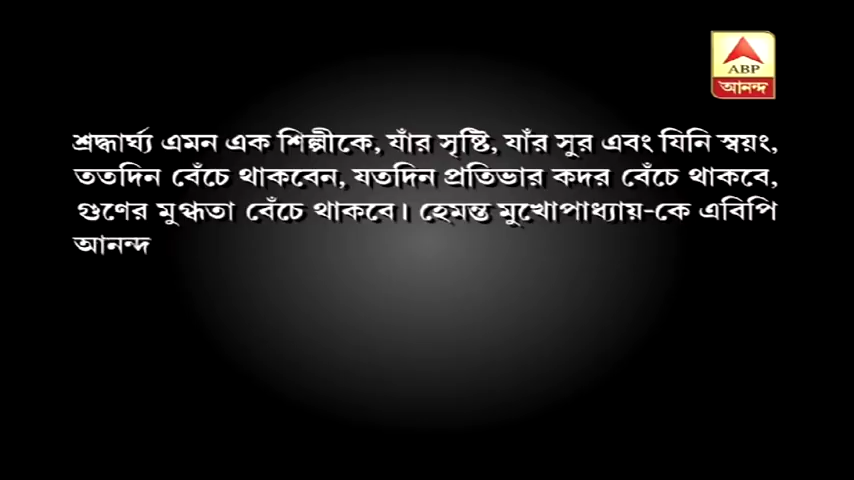 ABP
আনন্দ
শ্রদ্ধার্ঘ্য এমন এক শিল্পীকে, যাঁর সৃষ্টি, যাঁর সুর এবং যিনি স্বয়ং,
ততদিন বেঁচে থাকবেন, যতদিন প্রতিভার কদর বেঁচে থাকবে,
গুণের মুগ্ধতা বেঁচে থাকবে। হেমন্ত মুখোপাধ্যায়-কে এবিপি
আনন্দ